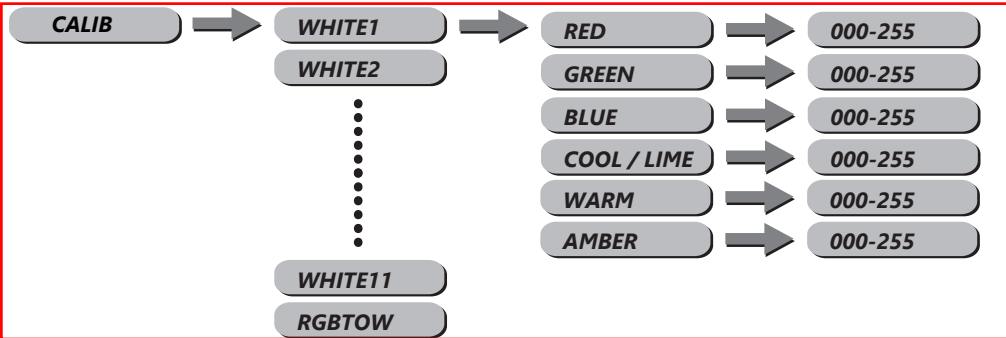 CALIB WHITE1 RED 000-255
WHITE2 GREEN 000-255
BLUE 000-255
COOL / LIME 000-255
WARM 000-255
AMBER 000-255
WHITE11
RGBTOW